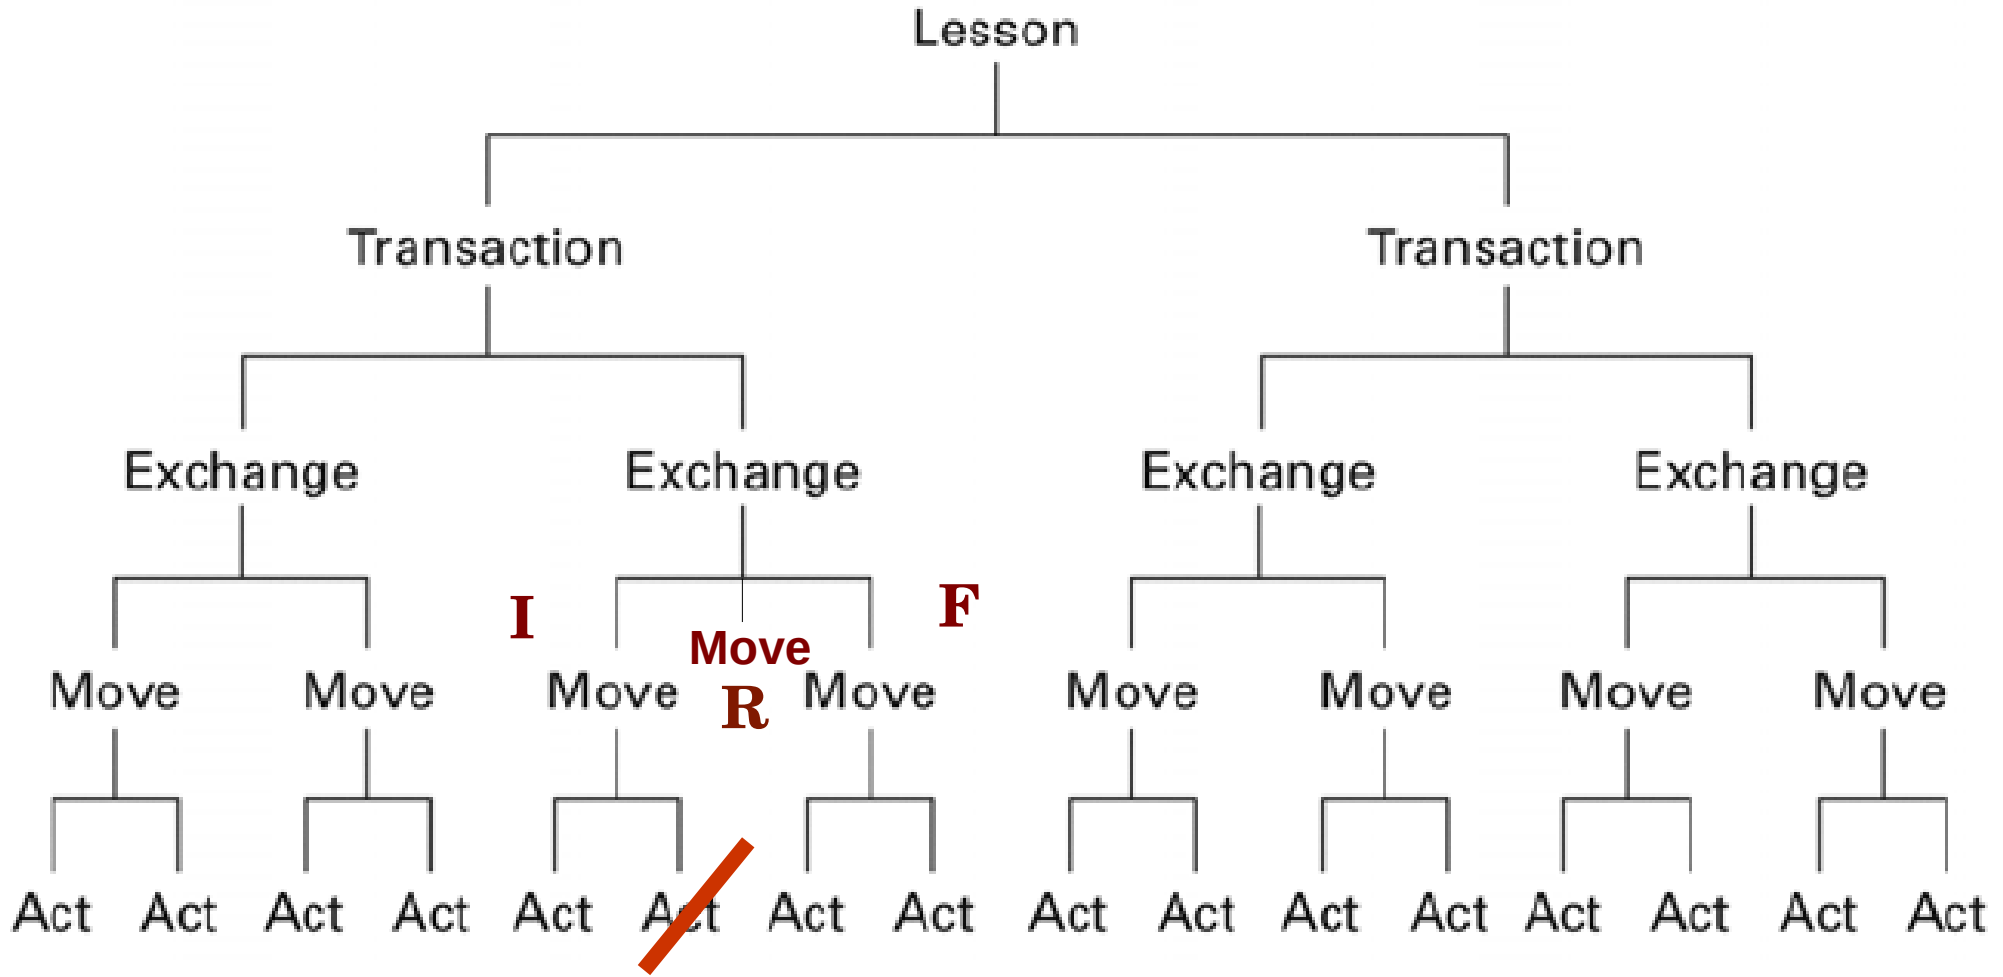 Lesson
Transaction Transaction
Exchange Exchange Exchange Exchange
I F
Move
Move Move Move Move Move Move Move Move
R
Act Act Act Act Act Act Act Act Act Act Act Act Act Act Act Act